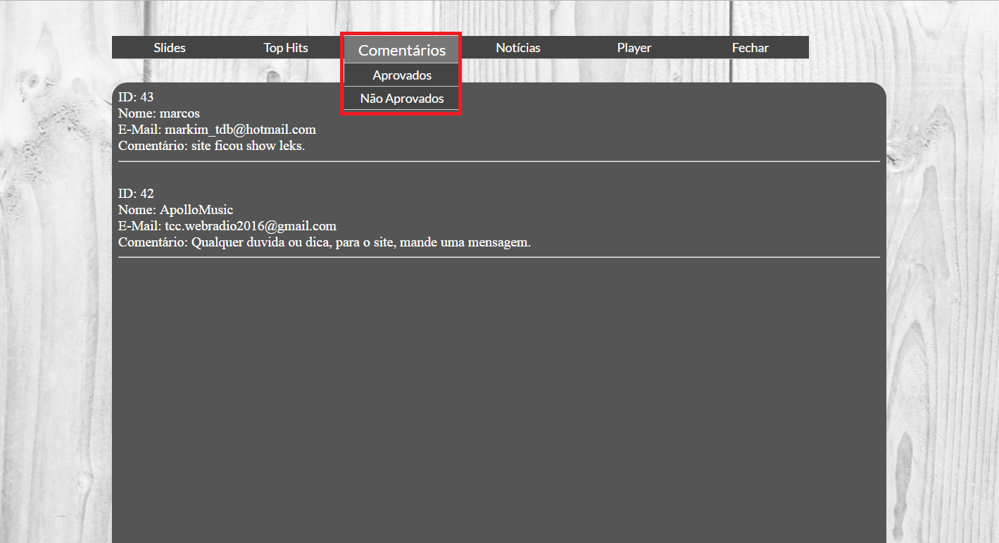 Slides Top Hits Comentários Notícias Player Fechar
Aprovados
Não Aprovados
ID: 43
Nome: marcos
E-Mail: markim_tdb@hotmail.com
Comentário: site ficou show leks.
ID: 42
Nome: ApolloMusic
E-Mail: tcc.webradio2016@gmail.com
Comentário: Qualquer duvida ou dica, para o site, mande uma mensagem.